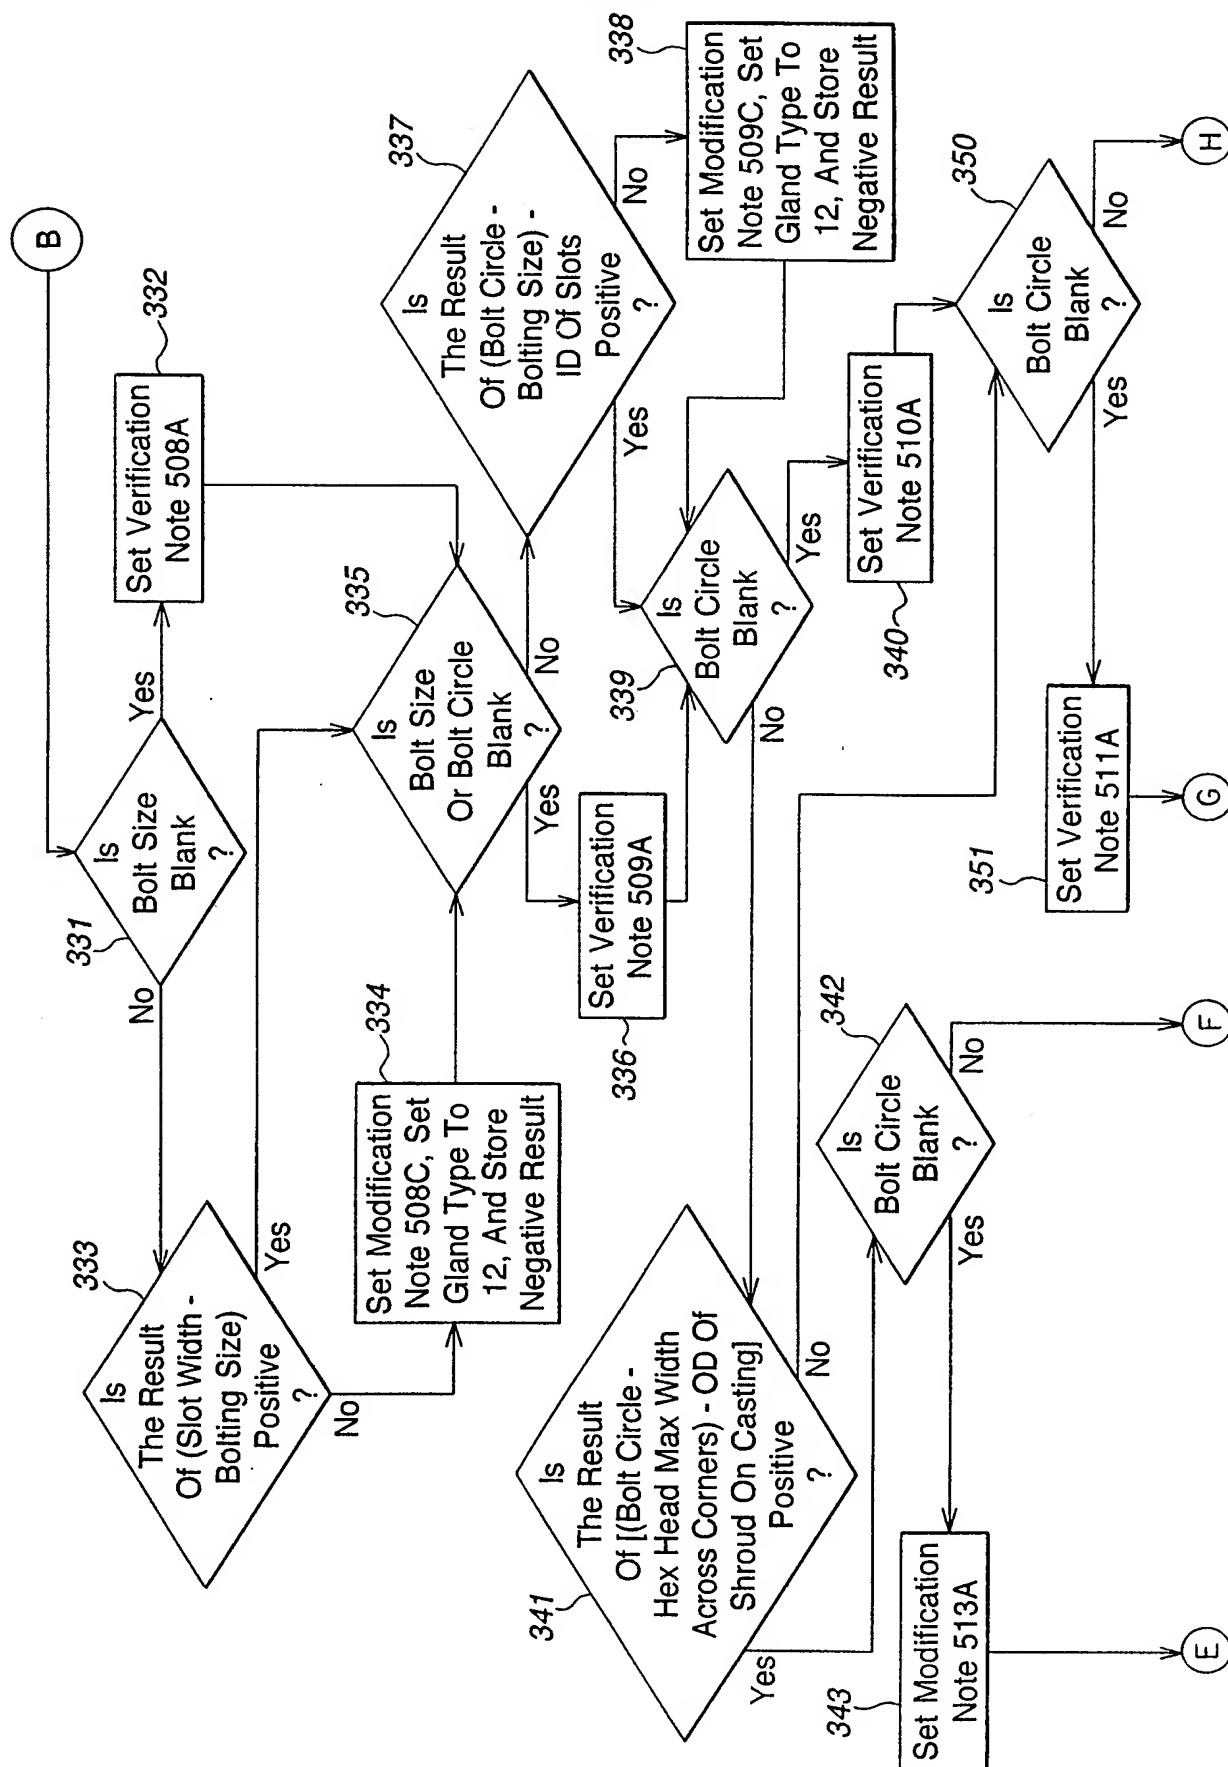 B
331
Is
Bolt Size
Blank
?
Yes
No
332
Set Verification
Note 508A
333
Is
The Result
Of (Slot Width -
Bolting Size)
Positive
?
Yes
No
334
Set Modification
Note 508C, Set
Gland Type To
12, And Store
Negative Result
335
Is
Bolt Size
Or Bolt Circle
Blank
?
No
Yes
336
Set Verification
Note 509A
337
Is
The Result
Of (Bolt Circle -
Bolting Size) -
ID Of Slots
Positive
?
No
Yes
338
Set Modification
Note 509C, Set
Gland Type To
12, And Store
Negative Result
339
Is
Bolt Circle
Blank
?
Yes
No
340
Set Verification
Note 510A
341
Is
The Result
Of [(Bolt Circle -
Hex Head Max Width
Across Corners) - OD Of
Shroud On Casting]
Positive
?
No
Yes
342
Is
Bolt Circle
Blank
?
No
Yes
343
Set Modification
Note 513A
350
Is
Bolt Circle
Blank
?
No
Yes
351
Set Verification
Note 511A
E
F
G
H